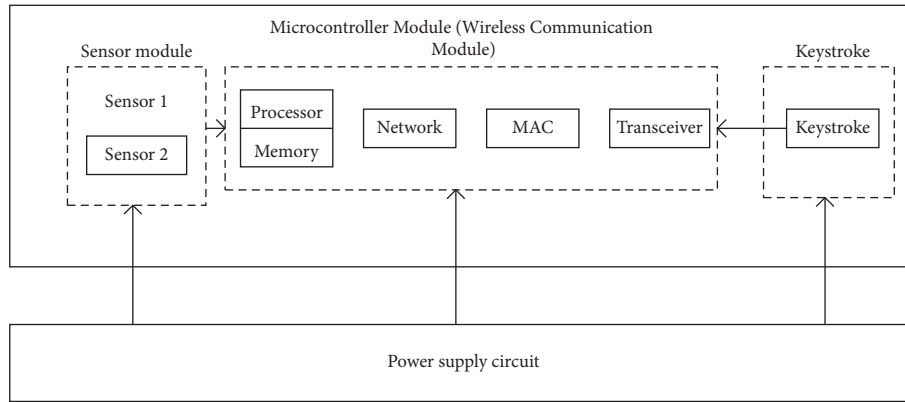 Microcontroller Module (Wireless Communication
Module)
Sensor module
Keystroke
Sensor 1
Sensor 2
Processor
Memory
Network
MAC
Transceiver
Keystroke
Power supply circuit